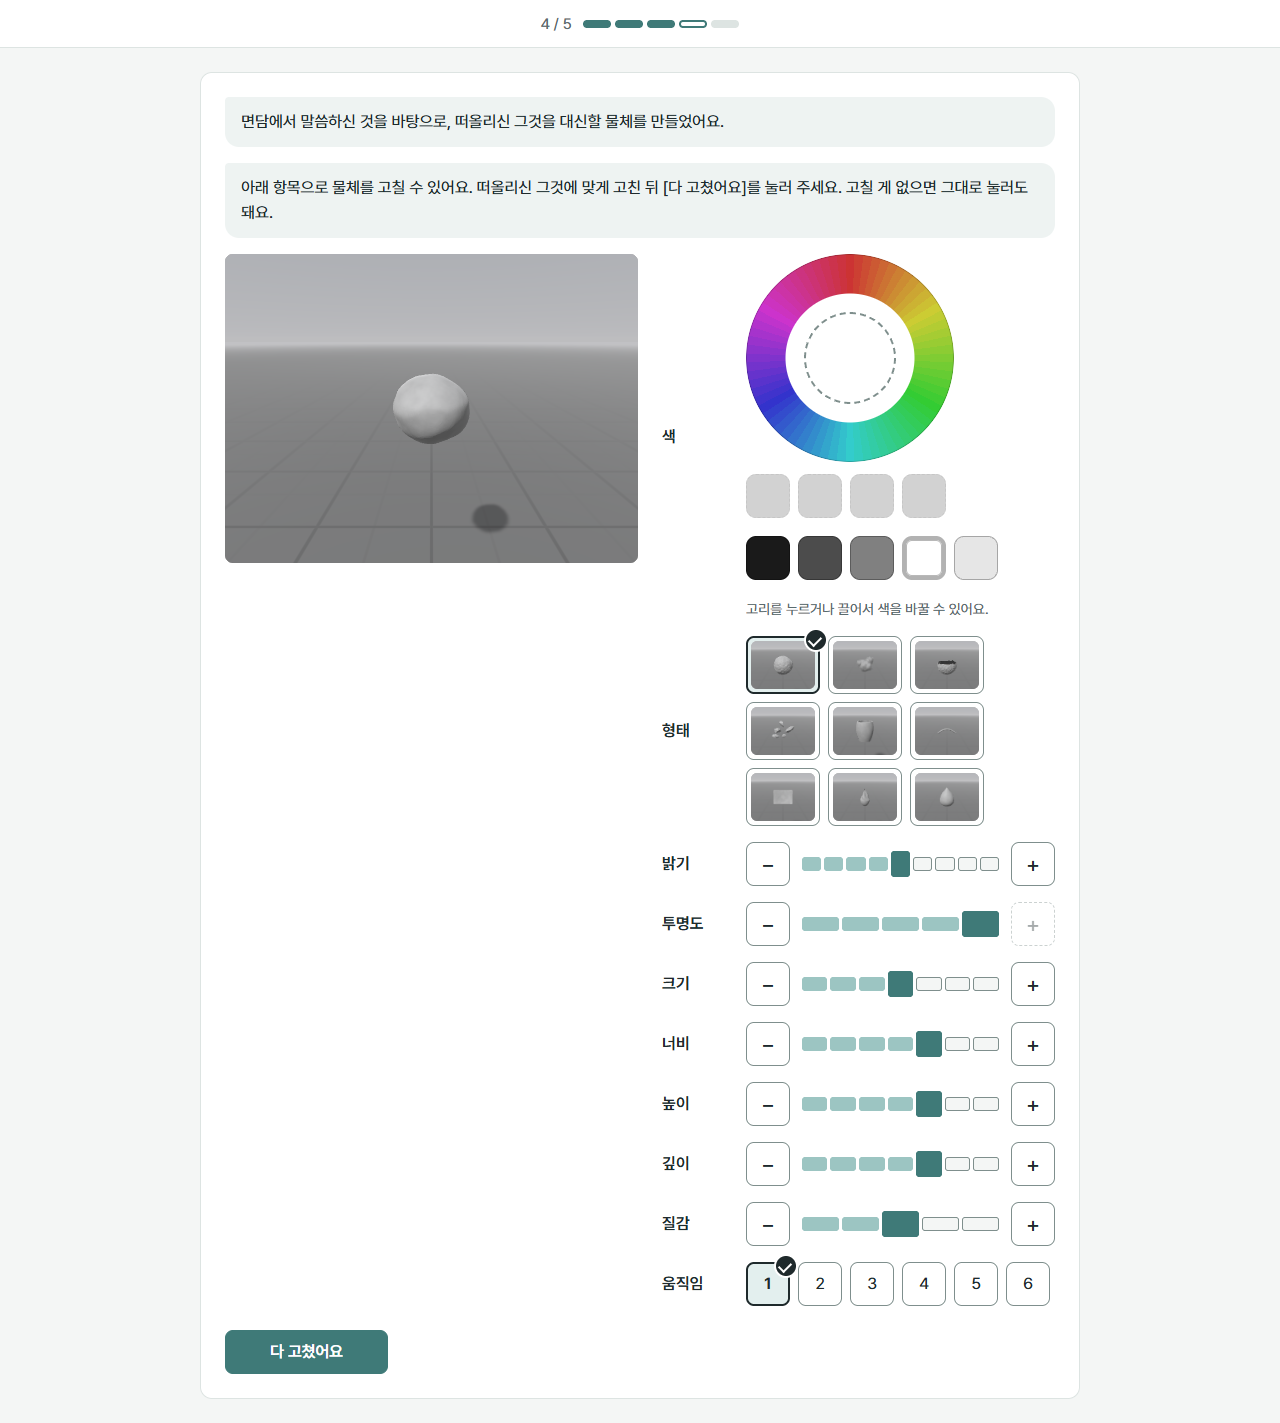 4 / 5
면담에서 말씀하신 것을 바탕으로, 떠올리신 그것을 대신할 물체를 만들었어요.
아래 항목으로 물체를 고칠 수 있어요. 떠올리신 그것에 맞게 고친 뒤 [다 고쳤어요]를 눌러 주세요. 고칠 게 없으면 그대로 눌러도
돼요.
색
고리를 누르거나 끌어서 색을 바꿀 수 있어요.
형태
밝기 − +
투명도 − +
크기 − +
너비 − +
높이 − +
깊이 − +
질감 − +
움직임 1 2 3 4 5 6
다 고쳤어요